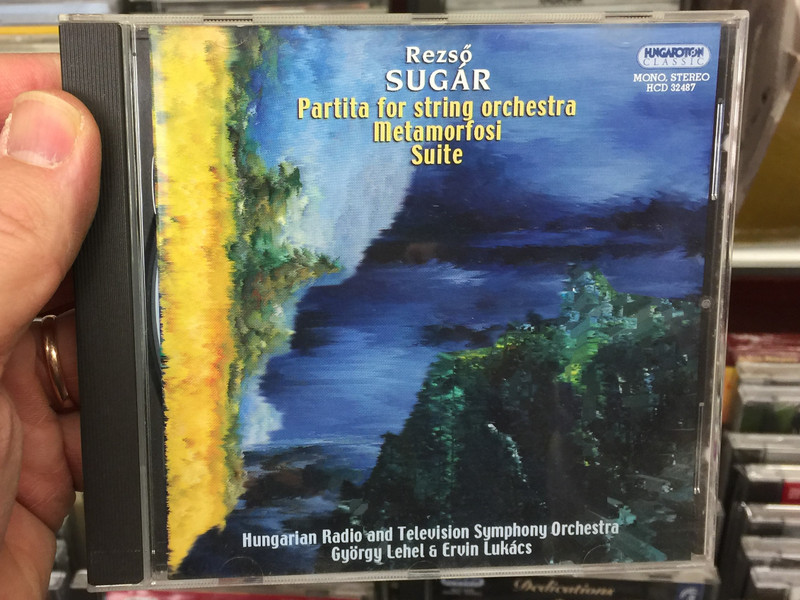 Rezső
SUGÁR
Partita for string orchestra
Metamorfosi
Suite
HUNGAROTON
CLASSIC
MONO, STEREO
HCD 32487
Hungarian Radio and Television Symphony Orchestra
György Lehel & Ervin Lukács
Dedications